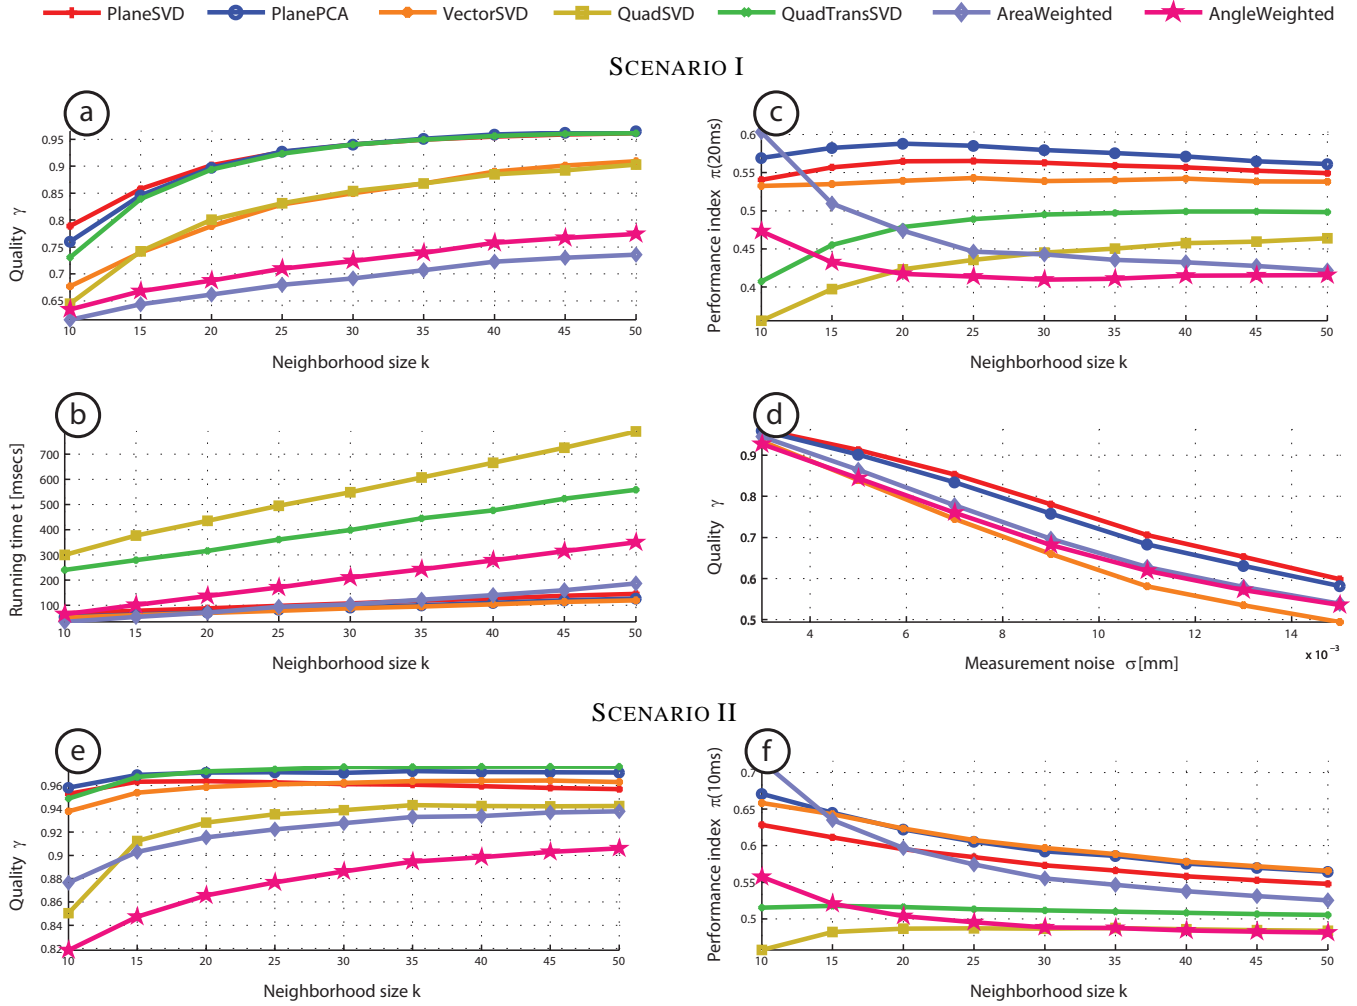 PlaneSVD PlanePCA VectorSVD QuadSVD QuadTransSVD AreaWeighted AngleWeighted
SCENARIO I
a
Quality γ
0.95
0.9
0.85
0.8
0.75
0.7
0.65
10 15 20 25 30 35 40 45 50
Neighborhood size k
c
Performance index π(20ms)
0.6
0.55
0.5
0.45
0.4
10 15 20 25 30 35 40 45 50
Neighborhood size k
b
Running time t [msecs]
700
600
500
400
300
200
100
10 15 20 25 30 35 40 45 50
Neighborhood size k
d
Quality γ
0.9
0.8
0.7
0.6
0.5
4 6 8 10 12 14
x 10⁻³
Measurement noise σ[mm]
SCENARIO II
e
Quality γ
0.96
0.94
0.92
0.9
0.88
0.86
0.84
0.82
10 15 20 25 30 35 40 45 50
Neighborhood size k
f
Performance index π(10ms)
0.7
0.65
0.6
0.55
0.5
10 15 20 25 30 35 40 45 50
Neighborhood size k